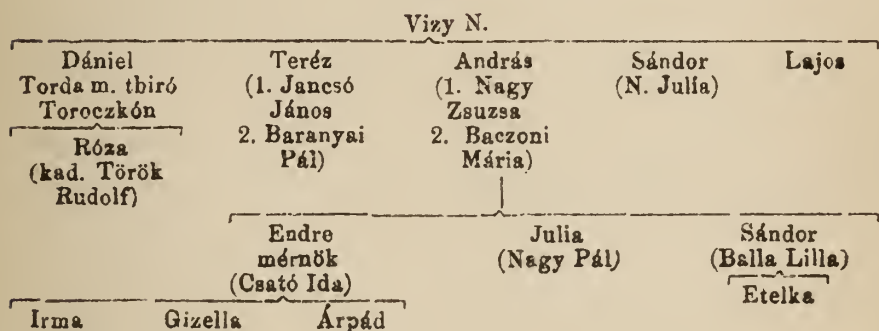 Vizy N.
Dániel Teréz András Sándor Lajos
Torda m. tbiró (1. Jancsó (1. Nagy (N. Julia)
Toroczkón János Zsuzsa
2. Baranyai 2. Baczoni
Róza Pál) Mária)
(kad. Török
Rudolf)
Endre Julia Sándor
mérnök (Nagy Pál) (Balla Lilla)
(Csató Ida) Etelka
Irma Gizella Árpád